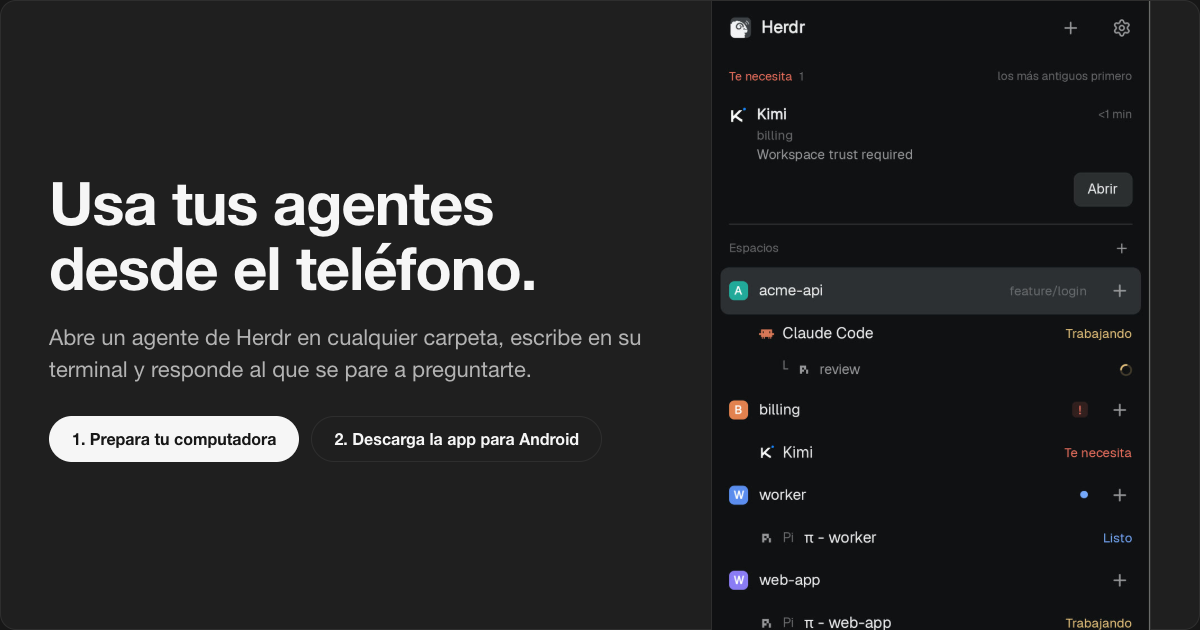 Usa tus agentes
desde el teléfono.
Abre un agente de Herdr en cualquier carpeta, escribe en su
terminal y responde al que se pare a preguntarte.
1. Prepara tu computadora
2. Descarga la app para Android
Herdr
Te necesita 1
los más antiguos primero
Kimi
<1 min
billing
Workspace trust required
Abrir
Espacios
A acme-api
feature/login
Claude Code
Trabajando
review
B billing
!
Kimi
Te necesita
W worker
Pi π - worker
Listo
W web-app
Pi π - web-app
Trabajando